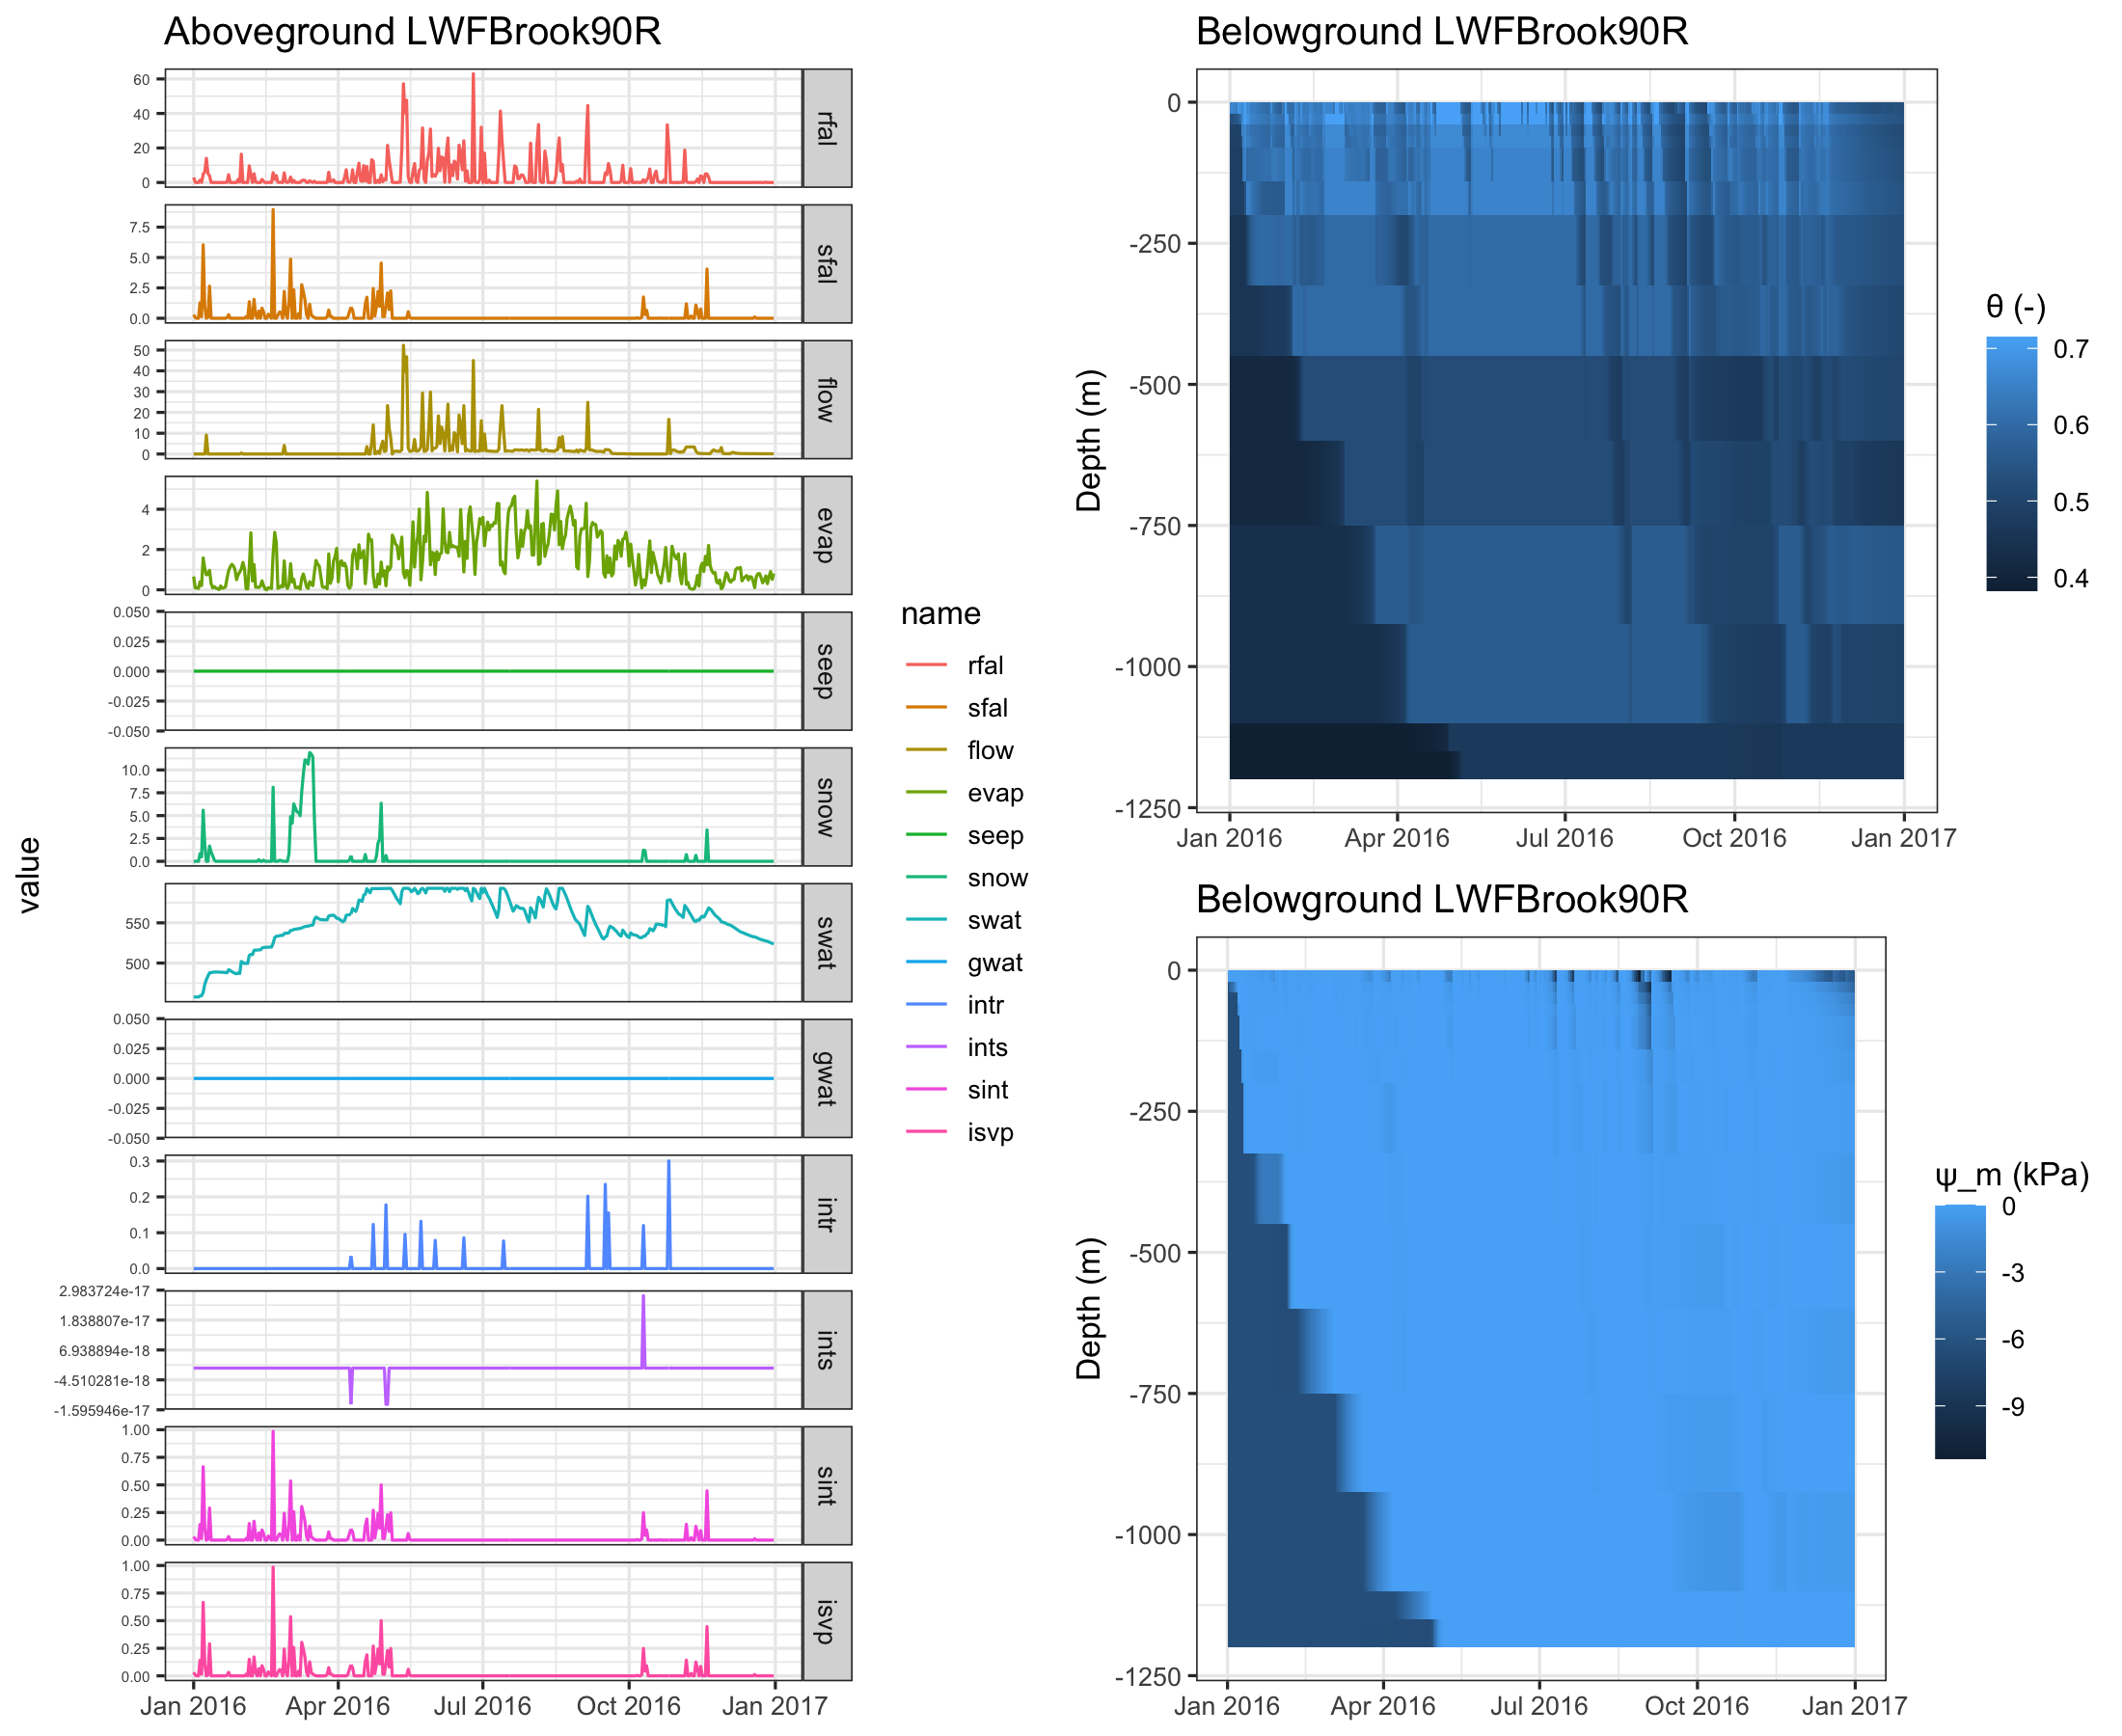 Aboveground LWFBrook90R
value
60
40
20
0
rfal
7.5
5.0
2.5
0.0
sfal
50
40
30
20
10
0
flow
4
2
0
evap
0.050
0.025
0.000
-0.025
-0.050
seep
10.0
7.5
5.0
2.5
0.0
snow
550
500
swat
0.050
0.025
0.000
-0.025
-0.050
gwat
0.3
0.2
0.1
0.0
intr
2.983724e-17
1.838807e-17
6.938894e-18
-4.510281e-18
-1.595946e-17
ints
1.00
0.75
0.50
0.25
0.00
sint
1.00
0.75
0.50
0.25
0.00
isvp
Jan 2016 Apr 2016 Jul 2016 Oct 2016 Jan 2017
name
rfal
sfal
flow
evap
seep
snow
swat
gwat
intr
ints
sint
isvp
Belowground LWFBrook90R
Depth (m)
0
-250
-500
-750
-1000
-1250
Jan 2016 Apr 2016 Jul 2016 Oct 2016 Jan 2017
θ (-)
0.7
0.6
0.5
0.4
Belowground LWFBrook90R
Depth (m)
0
-250
-500
-750
-1000
-1250
Jan 2016 Apr 2016 Jul 2016 Oct 2016 Jan 2017
ψ_m (kPa)
0
-3
-6
-9